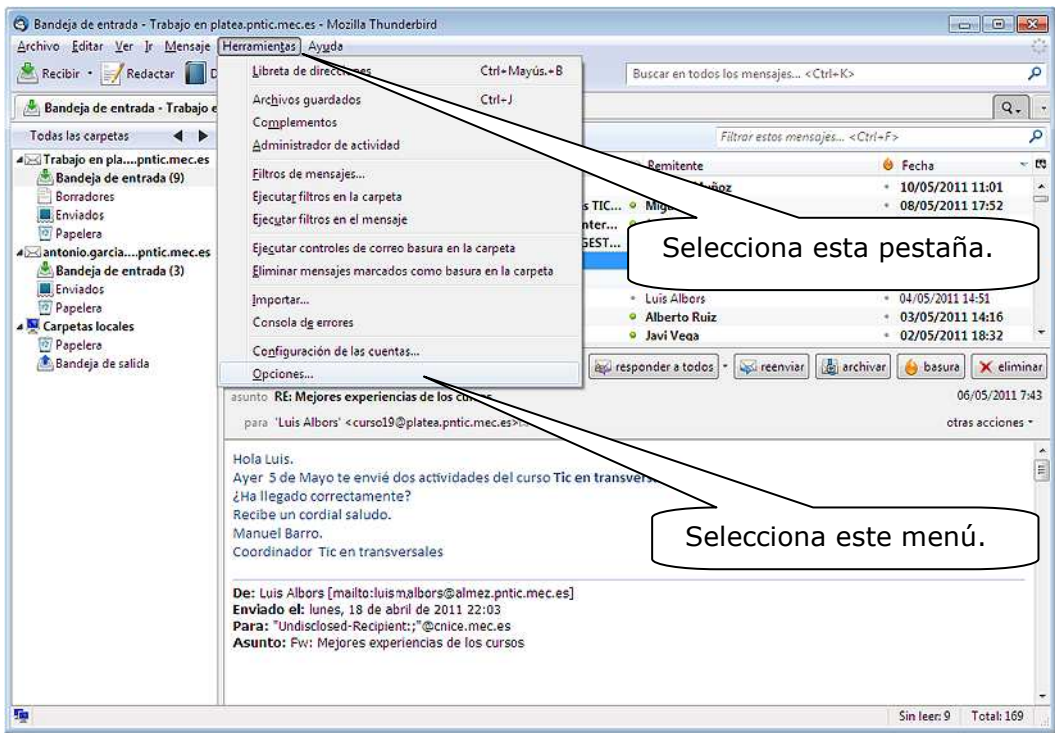 Bandeja de entrada - Trabajo en platea.pntic.mec.es - Mozilla Thunderbird
Archivo Editar Ver Ir Mensaje Herramientas Ayuda
Recibir Redactar D Buscar en todos los mensajes... <Ctrl+K>
Bandeja de entrada - Trabajo e
Todas las carpetas Filtrar estos mensajes... <Ctrl+F>
Trabajo en pla....pntic.mec.es
Bandeja de entrada (9)
Borradores
Enviados
Papelera
antonio.garcia....pntic.mec.es
Bandeja de entrada (3)
Enviados
Papelera
Carpetas locales
Papelera
Bandeja de salida
Libreta de direcciones Ctrl+Mayús.+B
Archivos guardados Ctrl+J
Complementos
Administrador de actividad
Filtros de mensajes...
Ejecutar filtros en la carpeta
Ejecutar filtros en el mensaje
Ejecutar controles de correo basura en la carpeta
Eliminar mensajes marcados como basura en la carpeta
Importar...
Consola de errores
Configuración de las cuentas...
Opciones...
Remitente Fecha
10/05/2011 11:01
s TIC... 08/05/2011 17:52
nter...
GEST...
Selecciona esta pestaña.
Luis Albors 04/05/2011 14:51
Alberto Ruiz 03/05/2011 14:16
Javi Vega 02/05/2011 18:32
responder a todos reenviar archivar basura eliminar
asunto RE: Mejores experiencias de los cursos 06/05/2011 7:43
para 'Luis Albors' <curso19@platea.pntic.mec.es> otras acciones
Hola Luis.
Ayer 5 de Mayo te envié dos actividades del curso Tic en transvers
¿Ha llegado correctamente?
Recibe un cordial saludo.
Manuel Barro.
Coordinador Tic en transversales
Selecciona este menú.
De: Luis Albors [mailto:luismalbors@almez.pntic.mec.es]
Enviado el: lunes, 18 de abril de 2011 22:03
Para: "Undisclosed-Recipient:;"@cnice.mec.es
Asunto: Fw: Mejores experiencias de los cursos
Sin leer: 9 Total: 169